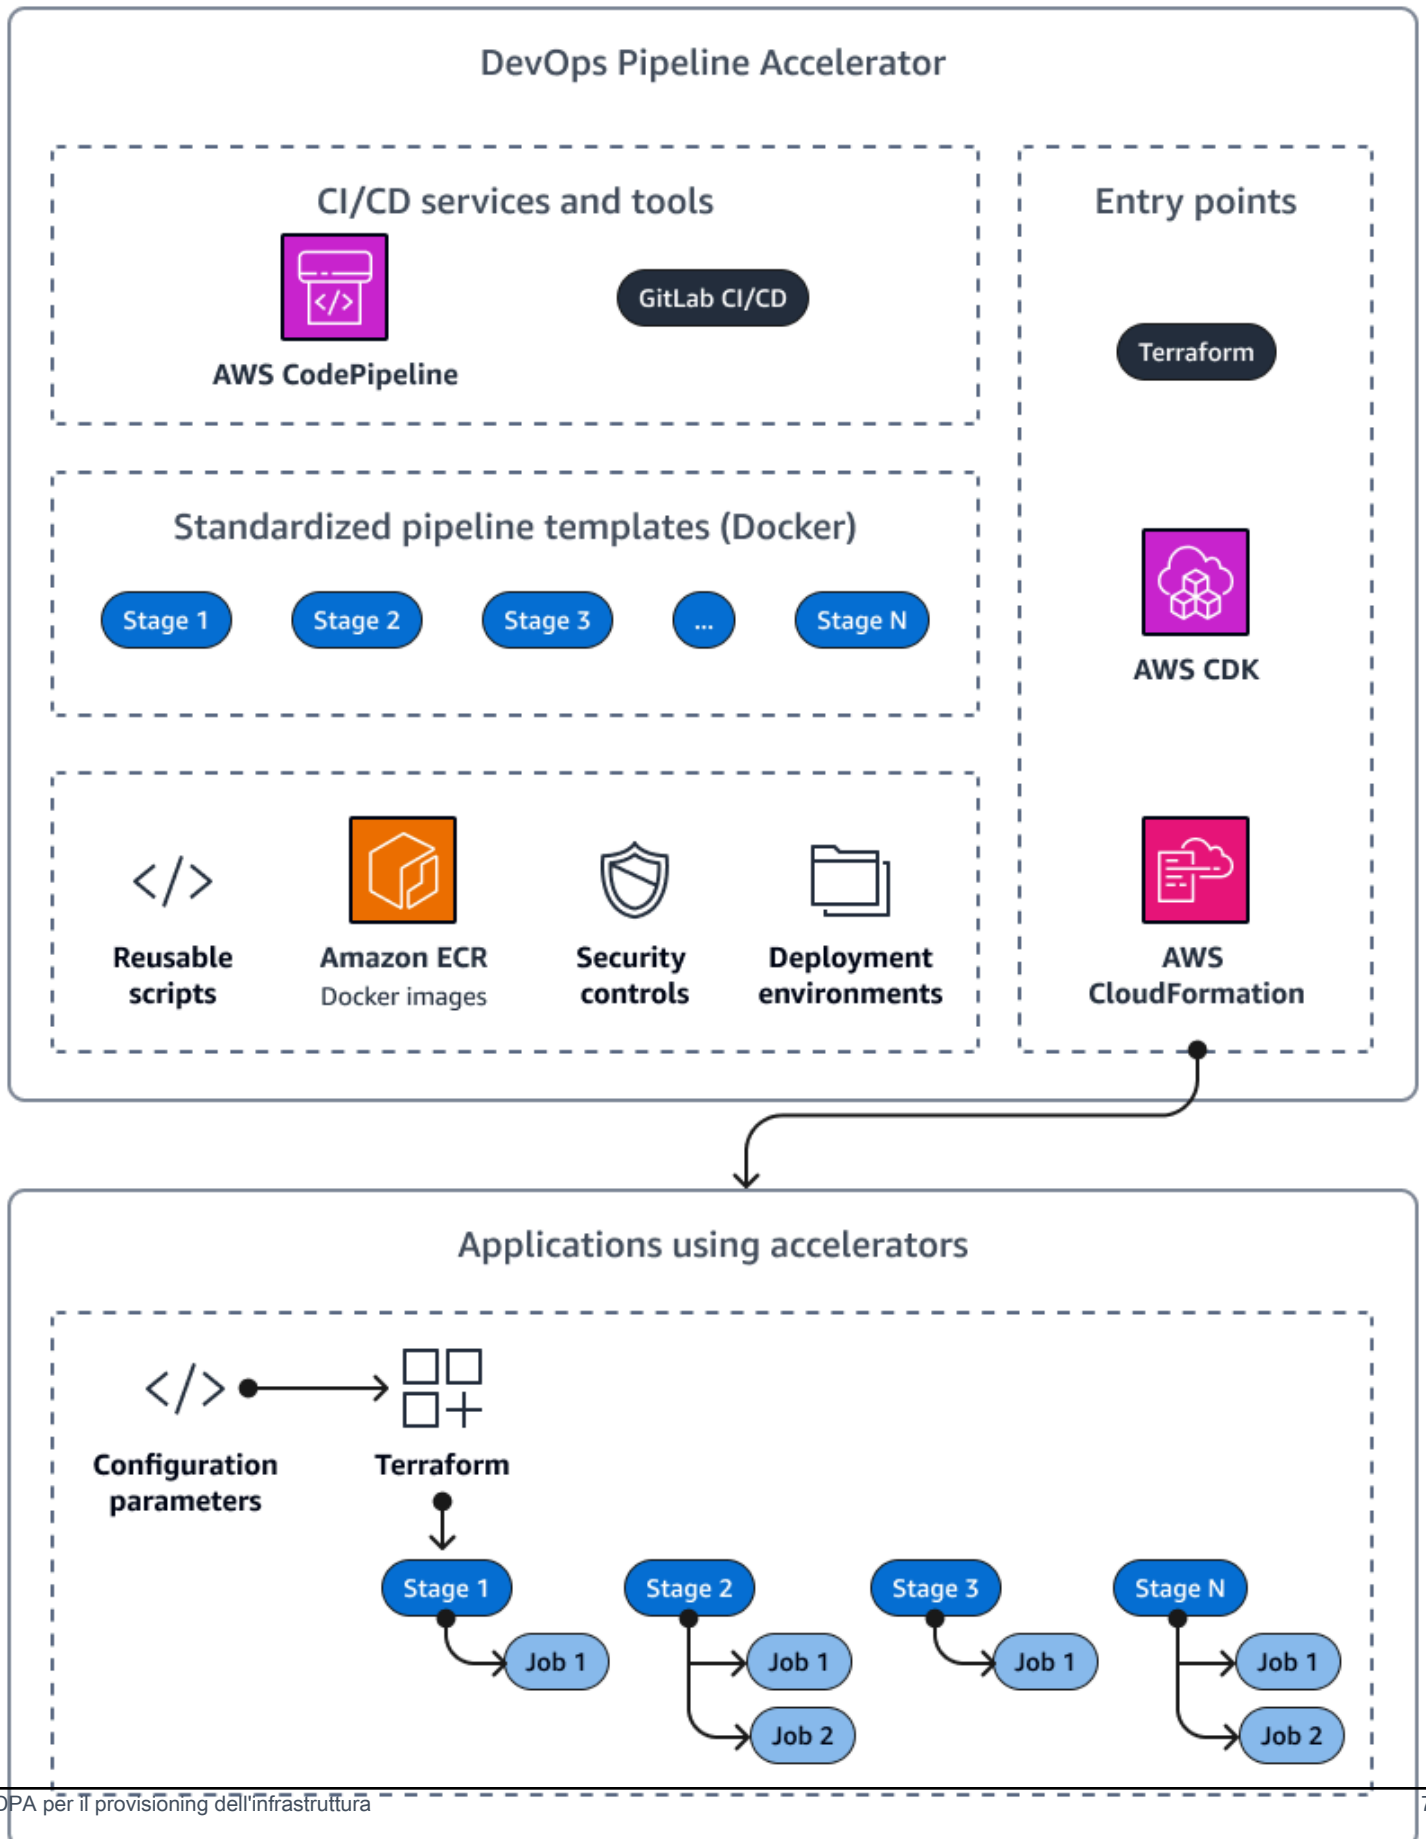 DevOps Pipeline Accelerator
CI/CD services and tools
AWS CodePipeline
GitLab CI/CD
Entry points
Terraform
AWS CDK
AWS
CloudFormation
Standardized pipeline templates (Docker)
Stage 1
Stage 2
Stage 3
...
Stage N
Reusable
scripts
Amazon ECR
Docker images
Security
controls
Deployment
environments
Applications using accelerators
Configuration
parameters
Terraform
Stage 1
Job 1
Stage 2
Job 1
Job 2
Stage 3
Job 1
Stage N
Job 1
Job 2
DPA per il provisioning dell'infrastruttura